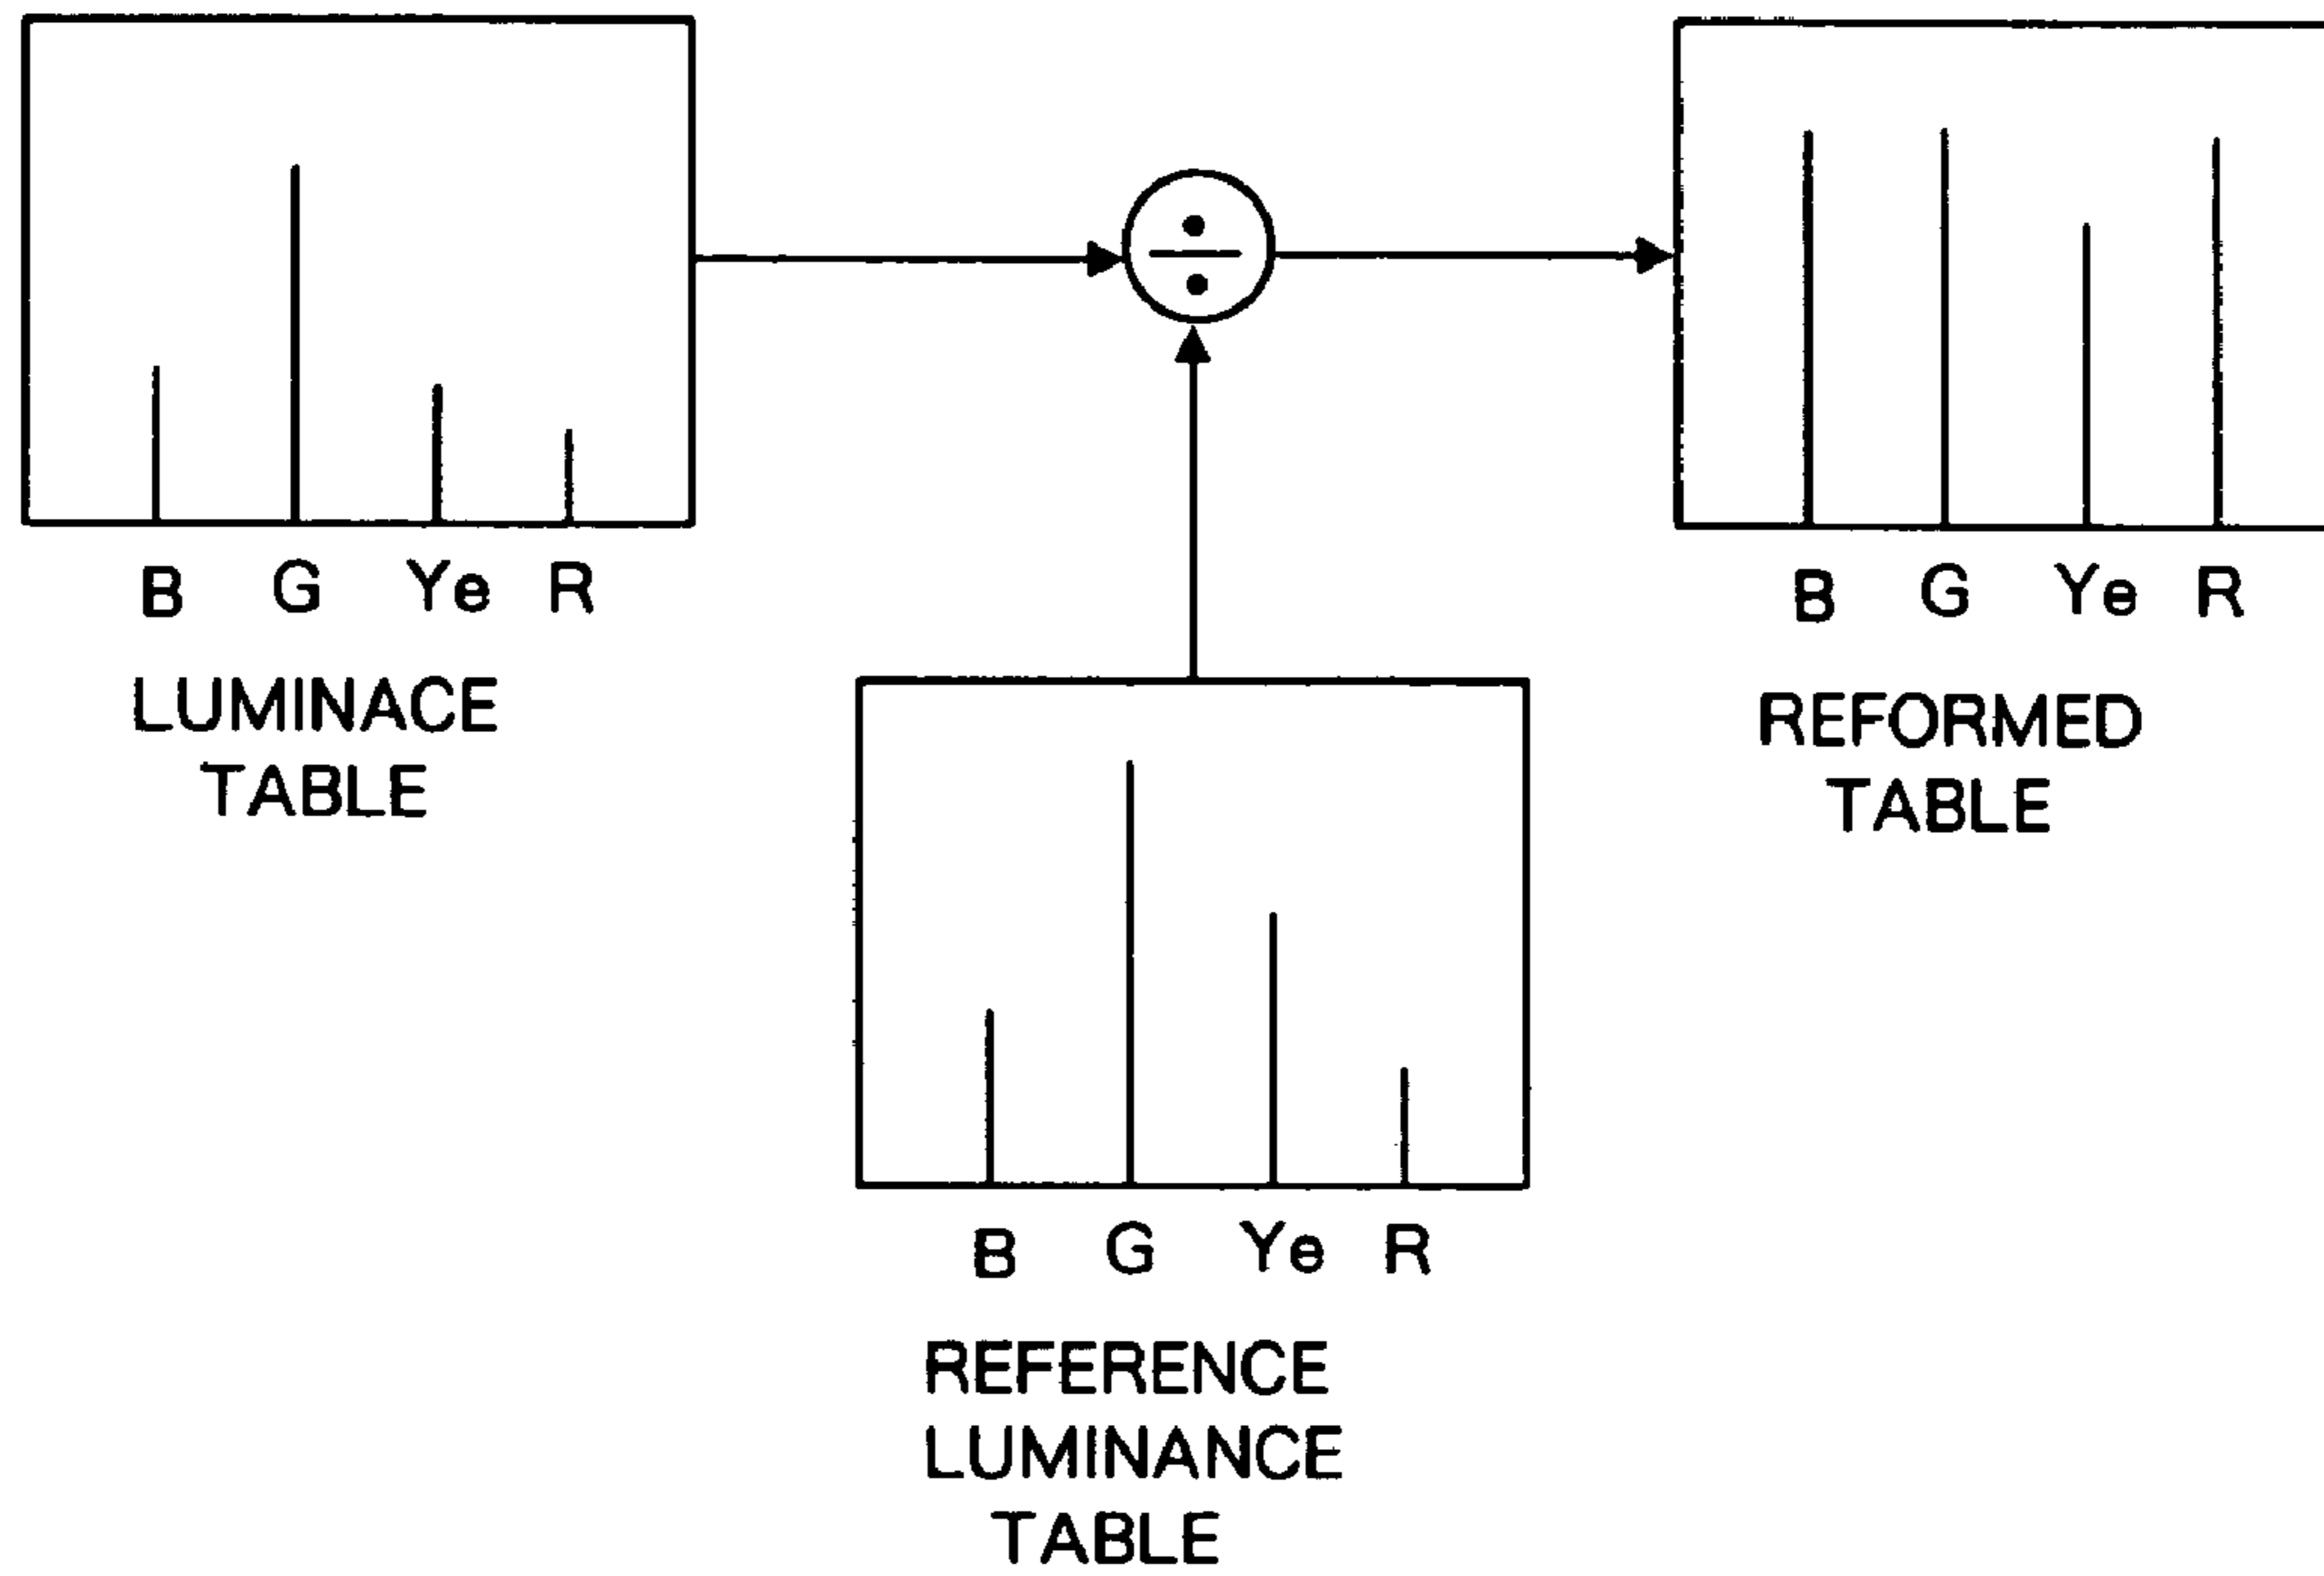 B G Ye R
LUMINACE
TABLE
÷
B G Ye R
REFORMED
TABLE
B G Ye R
REFERENCE
LUMINANCE
TABLE